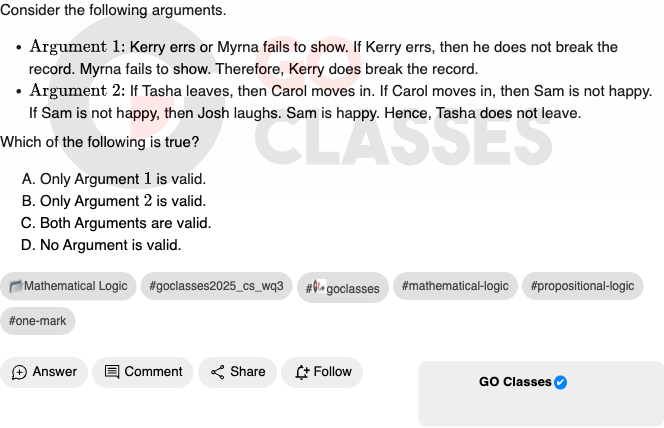 Consider the following arguments.
• Argument 1: Kerry errs or Myrna fails to show. If Kerry errs, then he does not break the
record. Myrna fails to show. Therefore, Kerry does break the record.
• Argument 2: If Tasha leaves, then Carol moves in. If Carol moves in, then Sam is not happy.
If Sam is not happy, then Josh laughs. Sam is happy. Hence, Tasha does not leave.
Which of the following is true?
A. Only Argument 1 is valid.
B. Only Argument 2 is valid.
C. Both Arguments are valid.
D. No Argument is valid.
GO
CLASSES
Mathematical Logic #goclasses2025_cs_wq3 #goclasses #mathematical-logic #propositional-logic
#one-mark
Answer Comment Share Follow
GO Classes